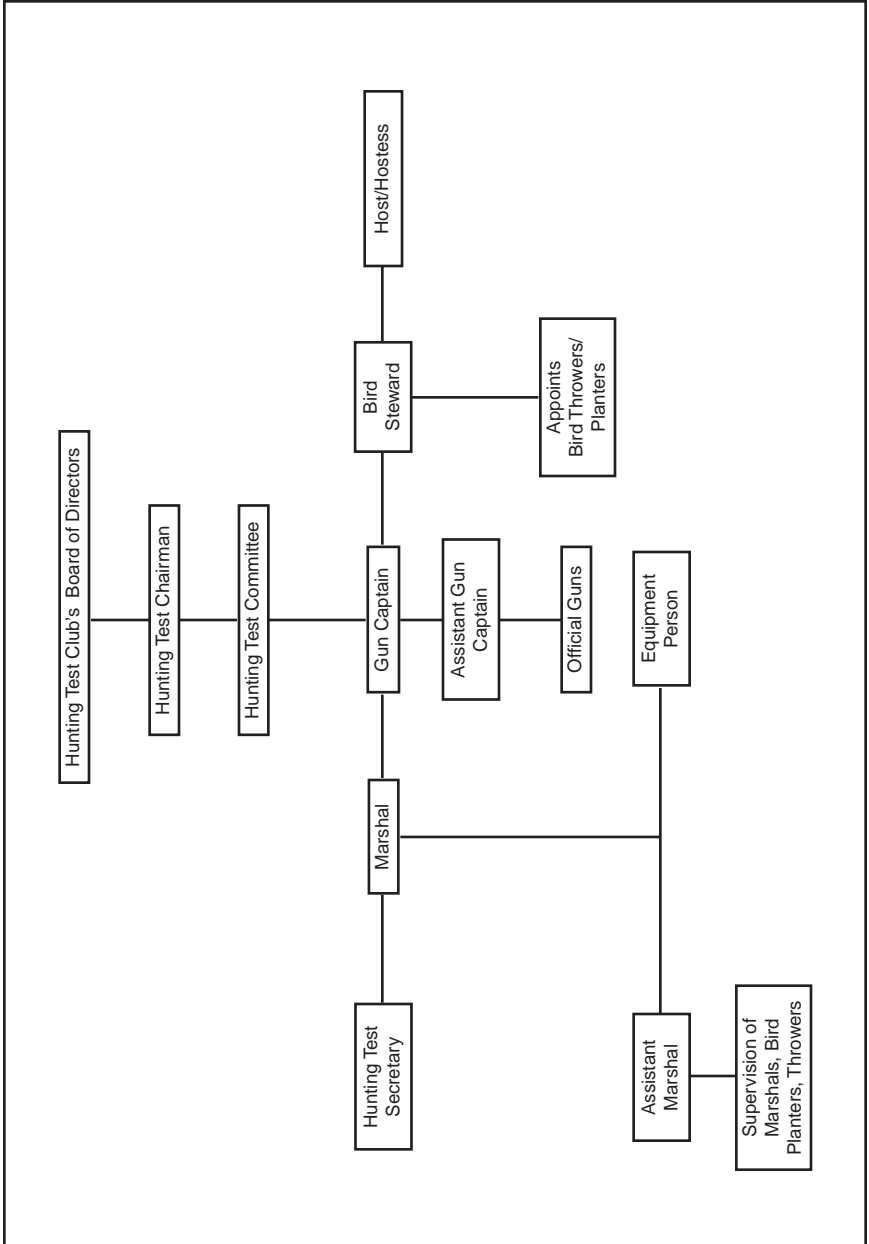 Hunting Test Club's Board of Directors
Hunting Test Chairman
Hunting Test Committee
Hunting Test
Secretary
Marshal
Gun Captain
Bird
Steward
Host/Hostess
Assistant Gun
Captain
Appoints
Bird Throwers/
Planters
Official Guns
Assistant
Marshal
Equipment
Person
Supervision of
Marshals, Bird
Planters, Throwers